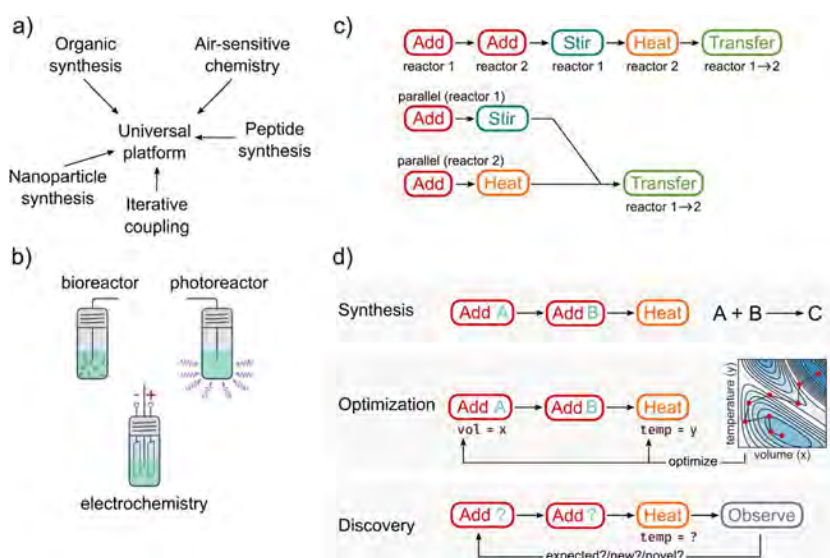 a)
Organic
synthesis
Air-sensitive
chemistry
Universal
platform
Peptide
synthesis
Nanoparticle
synthesis
Iterative
coupling
b)
bioreactor
photoreactor
- +
electrochemistry
c)
Add Add Stir Heat Transfer
reactor 1 reactor 2 reactor 1 reactor 2 reactor 1→2
parallel (reactor 1)
Add Stir
parallel (reactor 2)
Add Heat Transfer
reactor 1→2
d)
Synthesis Add A Add B Heat A + B → C
Optimization Add A Add B Heat
vol = x temp = y
temperature (y)
volume (x)
optimize
Discovery Add ? Add ? Heat Observe
temp = ?
expected?/new?/novel?